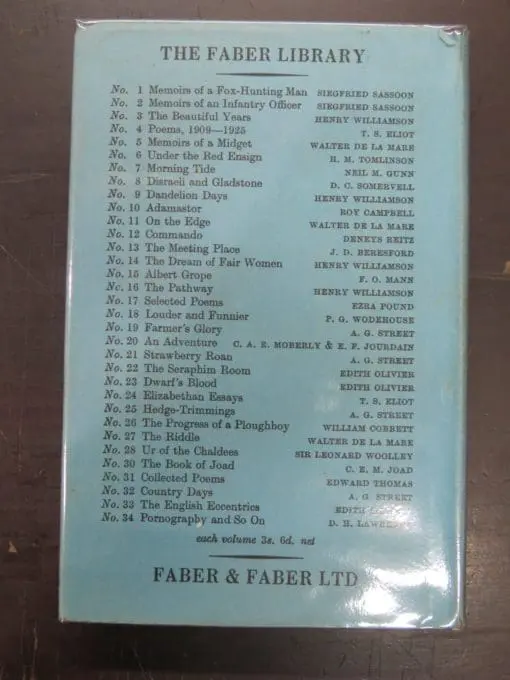 THE FABER LIBRARY
No. 1 Memoirs of a Fox-Hunting Man SIEGFRIED SASSOON
No. 2 Memoirs of an Infantry Officer SIEGFRIED SASSOON
No. 3 The Beautiful Years HENRY WILLIAMSON
No. 4 Poems, 1909—1925 T. S. ELIOT
No. 5 Memoirs of a Midget WALTER DE LA MARE
No. 6 Under the Red Ensign H. M. TOMLINSON
No. 7 Morning Tide NEIL M. GUNN
No. 8 Disraeli and Gladstone D. C. SOMERVELL
No. 9 Dandelion Days HENRY WILLIAMSON
No. 10 Adamastor ROY CAMPBELL
No. 11 On the Edge WALTER DE LA MARE
No. 12 Commando DENEYS REITZ
No. 13 The Meeting Place J. D. BERESFORD
No. 14 The Dream of Fair Women HENRY WILLIAMSON
No. 15 Albert Grope F. O. MANN
No. 16 The Pathway HENRY WILLIAMSON
No. 17 Selected Poems EZRA POUND
No. 18 Louder and Funnier P. G. WODEHOUSE
No. 19 Farmer's Glory A. G. STREET
No. 20 An Adventure C. A. E. MOBERLY & E. F. JOURDAIN
No. 21 Strawberry Roan A. G. STREET
No. 22 The Seraphim Room EDITH OLIVIER
No. 23 Dwarf's Blood EDITH OLIVIER
No. 24 Elizabethan Essays T. S. ELIOT
No. 25 Hedge-Trimmings A. G. STREET
No. 26 The Progress of a Ploughboy WILLIAM COBBETT
No. 27 The Riddle WALTER DE LA MARE
No. 28 Ur of the Chaldees SIR LEONARD WOOLLEY
No. 30 The Book of Joad C. E. M. JOAD
No. 31 Collected Poems EDWARD THOMAS
No. 32 Country Days A. G. STREET
No. 33 The English Eccentrics EDITH
No. 34 Pornography and So On D. H.
each volume 3s. 6d. net
FABER & FABER LTD